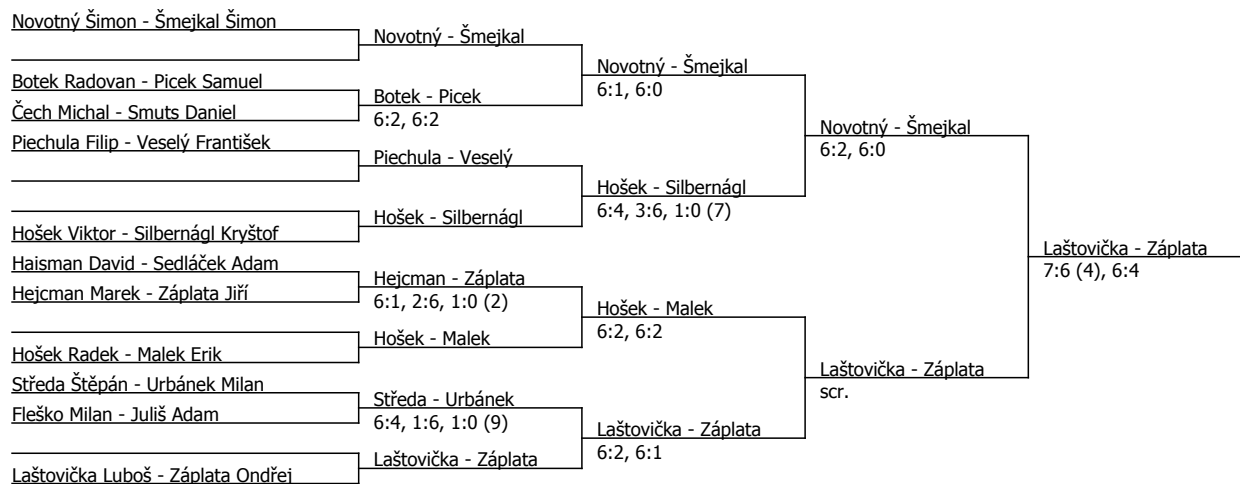 Novotný Šimon - Šmejkal Šimon
Botek Radovan - Picek Samuel
Čech Michal - Smuts Daniel
Piechula Filip - Veselý František
Hošek Viktor - Silbernágl Kryštof
Haisman David - Sedláček Adam
Hejcman Marek - Záplata Jiří
Hošek Radek - Malek Erik
Středa Štěpán - Urbánek Milan
Fleško Milan - Juliš Adam
Laštovička Luboš - Záplata Ondřej
Novotný - Šmejkal
Botek - Picek
6:2, 6:2
Piechula - Veselý
Hošek - Silbernágl
Hejcman - Záplata
6:1, 2:6, 1:0 (2)
Hošek - Malek
Středa - Urbánek
6:4, 1:6, 1:0 (9)
Laštovička - Záplata
Novotný - Šmejkal
6:1, 6:0
Hošek - Silbernágl
6:4, 3:6, 1:0 (7)
Hošek - Malek
6:2, 6:2
Laštovička - Záplata
6:2, 6:1
Novotný - Šmejkal
6:2, 6:0
Laštovička - Záplata
scr.
Laštovička - Záplata
7:6 (4), 6:4